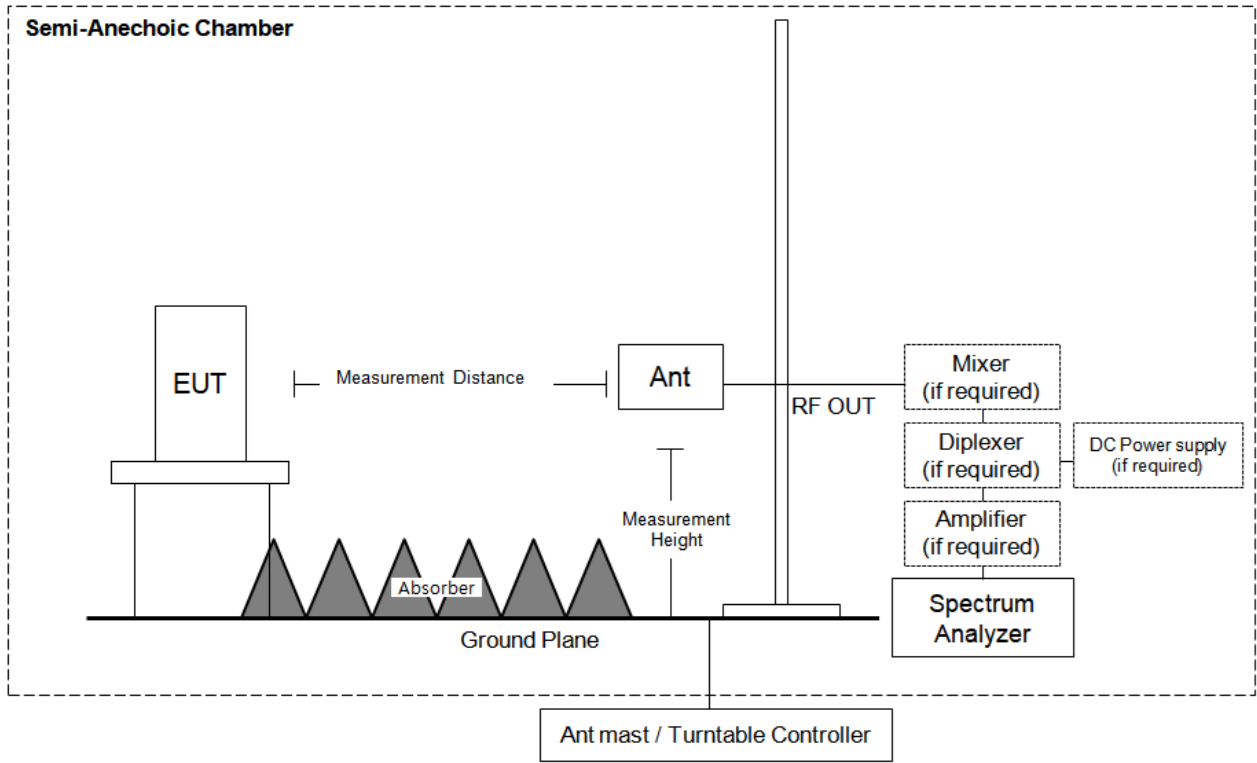 Semi-Anechoic Chamber
EUT
Measurement Distance
Ant
RF OUT
Mixer
(if required)
Diplexer
(if required)
DC Power supply
(if required)
Amplifier
(if required)
Spectrum
Analyzer
Measurement
Height
Absorber
Ground Plane
Ant mast / Turntable Controller